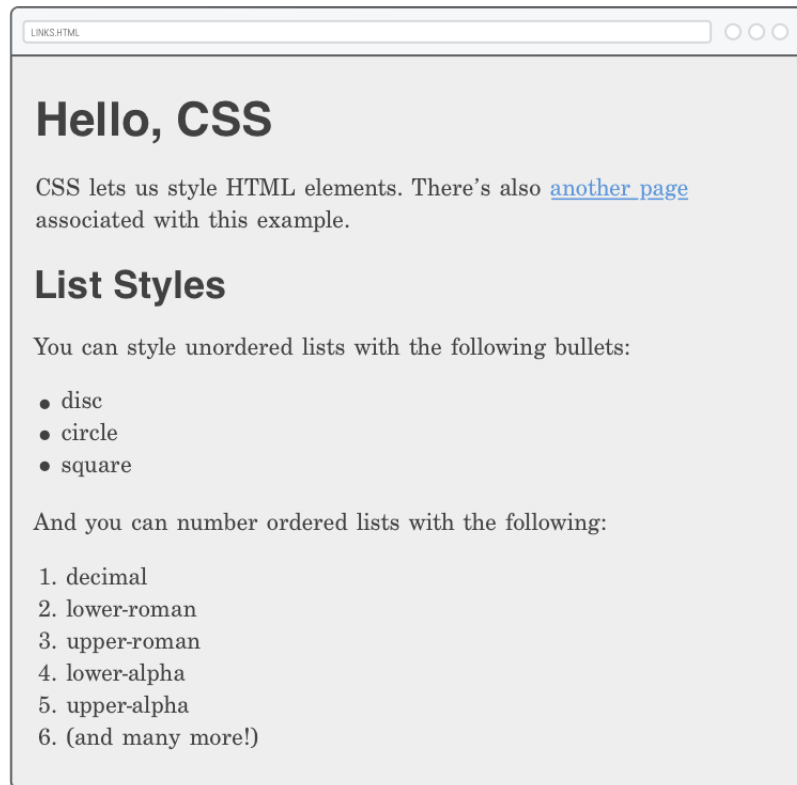 LINKS.HTML
Hello, CSS
CSS lets us style HTML elements. There’s also another page
associated with this example.
List Styles
You can style unordered lists with the following bullets:
• disc
• circle
• square
And you can number ordered lists with the following:
1. decimal
2. lower-roman
3. upper-roman
4. lower-alpha
5. upper-alpha
6. (and many more!)